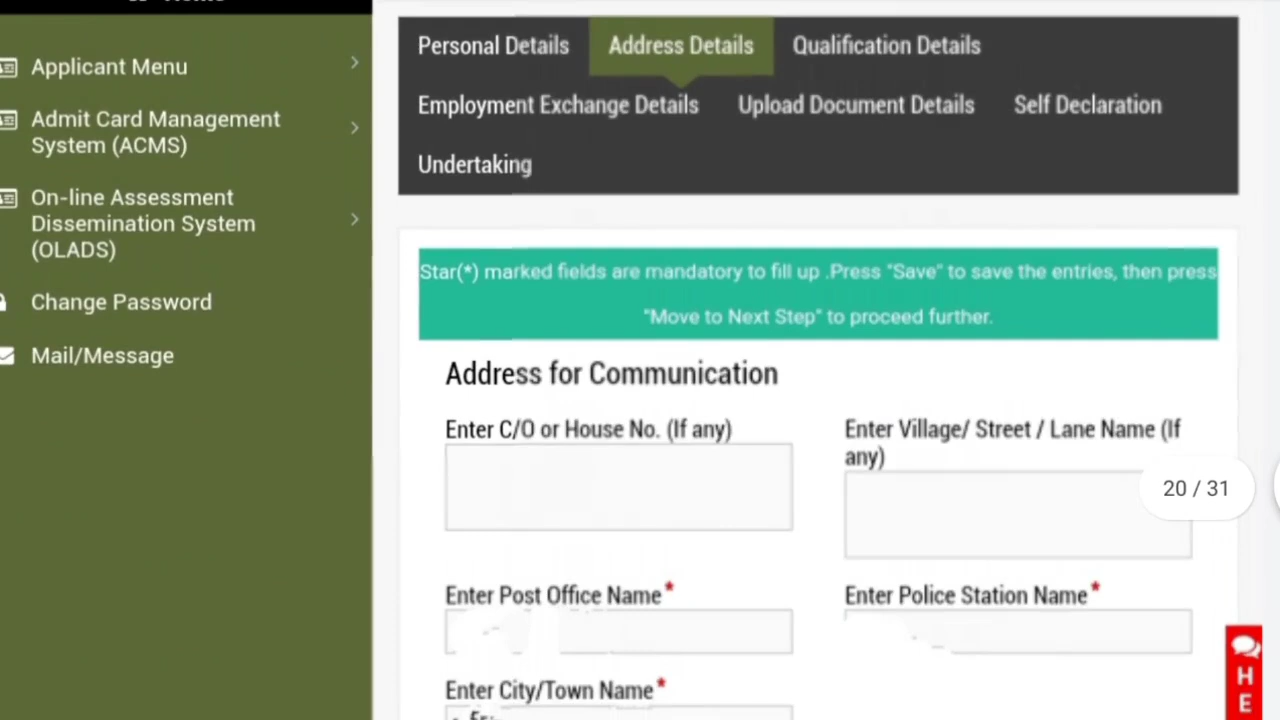 Applicant Menu
Admit Card Management
System (ACMS)
On-line Assessment
Dissemination System
(OLADS)
Change Password
Mail/Message
Personal Details
Address Details
Qualification Details
Employment Exchange Details
Upload Document Details
Self Declaration
Undertaking
Star(*) marked fields are mandatory to fill up .Press "Save" to save the entries, then press
"Move to Next Step" to proceed further.
Address for Communication
Enter C/O or House No. (If any)
Enter Village/ Street / Lane Name (If
any)
20 / 31
Enter Post Office Name*
Enter Police Station Name*
Enter City/Town Name*
H
E